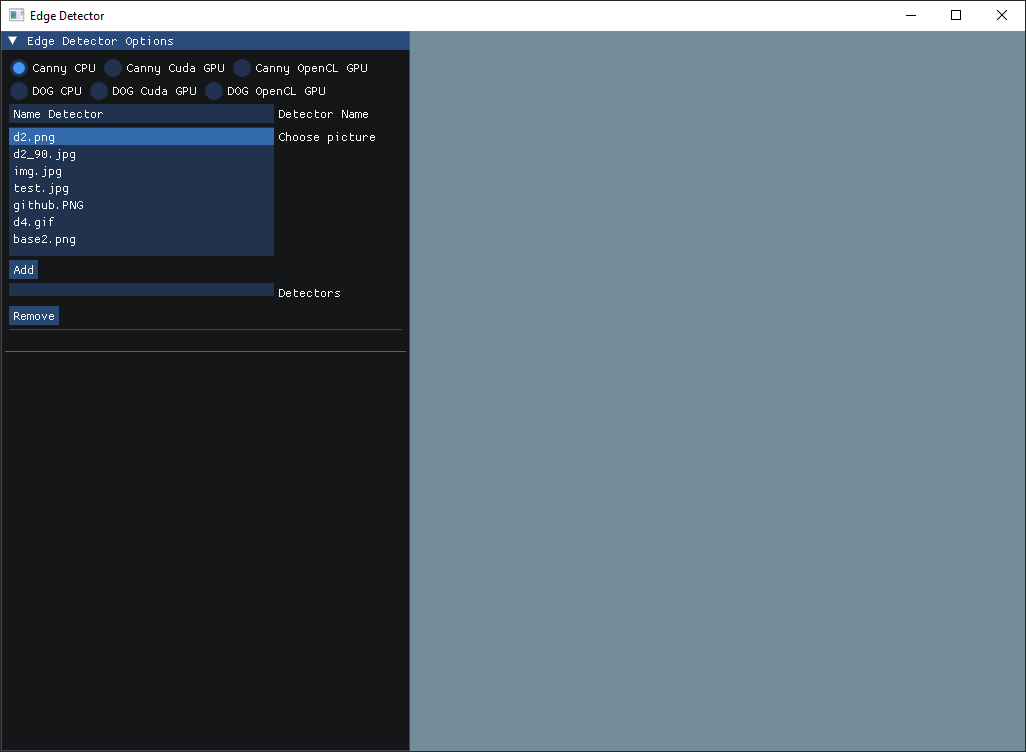 Edge Detector
Edge Detector Options
Canny CPU Canny Cuda GPU Canny OpenCL GPU
DOG CPU DOG Cuda GPU DOG OpenCL GPU
Name Detector Detector Name
d2.png Choose picture
d2_90.jpg
img.jpg
test.jpg
github.PNG
d4.gif
base2.png
Add
Detectors
Remove